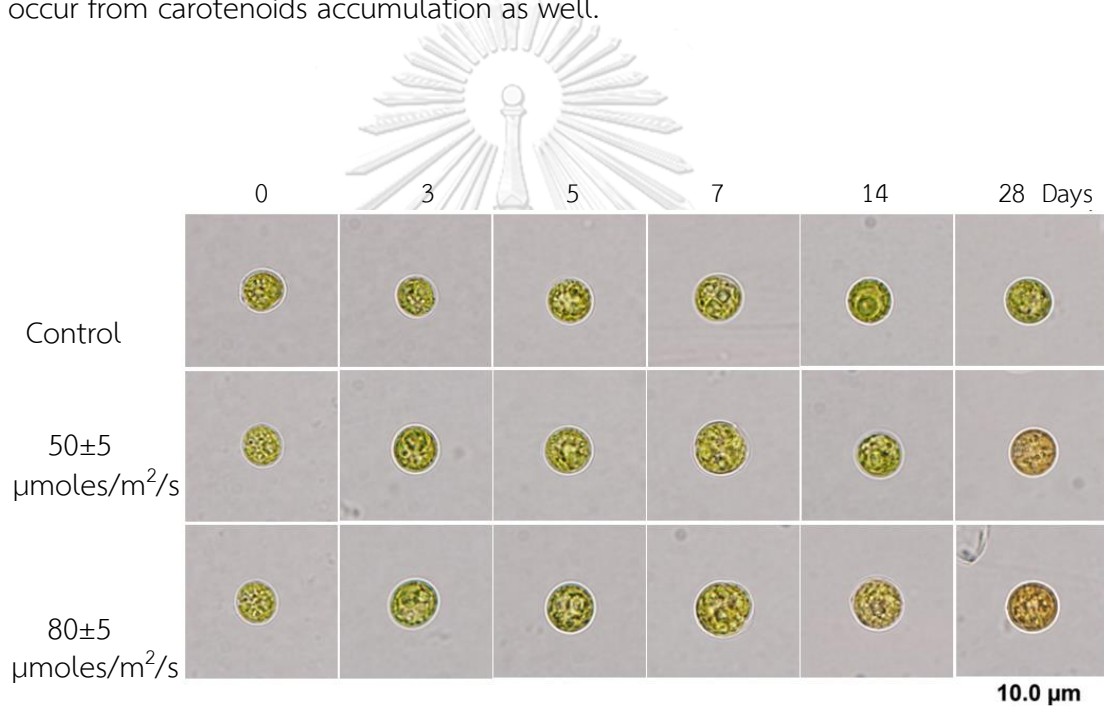 occur from carotenoids accumulation as well.
0 3 5 7 14 28 Days
Control
50±5
µmoles/m²/s
80±5
µmoles/m²/s
10.0 µm